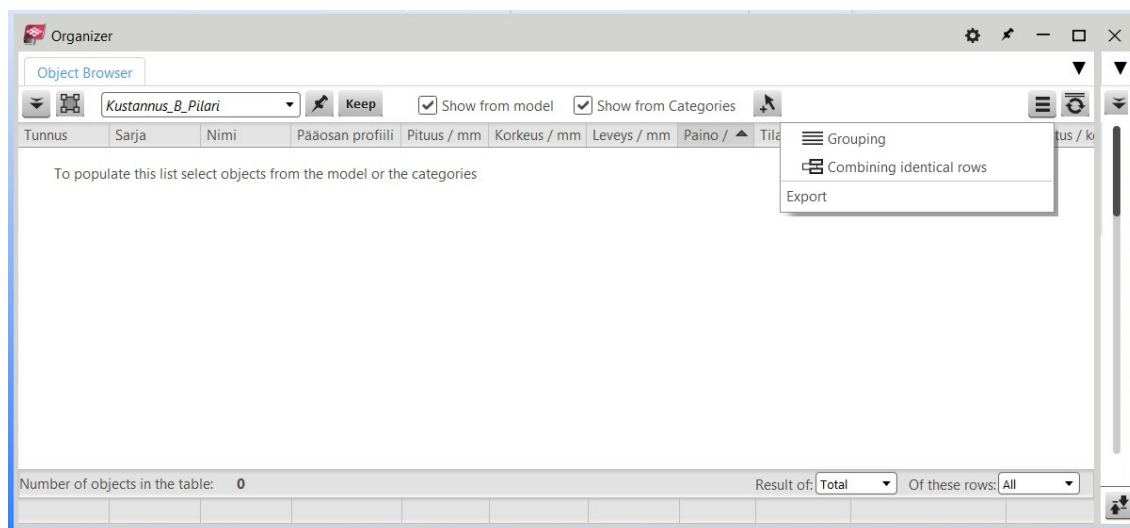 Organizer
Object Browser
Kustannus_B_Pilari Keep Show from model Show from Categories
Tunnus Sarja Nimi Pääosan profiili Pituus / mm Korkeus / mm Leveys / mm Paino /
Grouping
Combining identical rows
Export
To populate this list select objects from the model or the categories
Number of objects in the table: 0 Result of: Total Of these rows: All